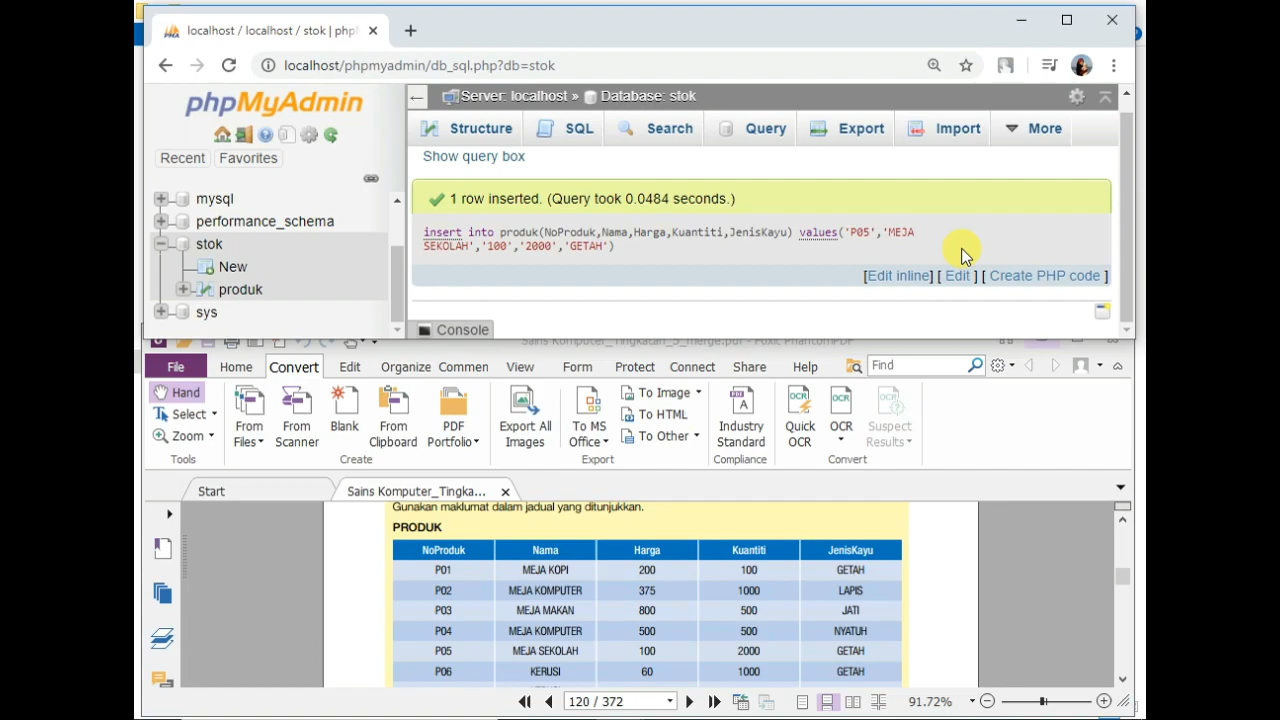 localhost / localhost / stok | php
localhost/phpmyadmin/db_sql.php?db=stok
phpMyAdmin
Recent Favorites
mysql
performance_schema
stok
New
produk
sys
Server: localhost » Database: stok
Structure SQL Search Query Export Import More
Show query box
1 row inserted. (Query took 0.0484 seconds.)
insert into produk(NoProduk,Nama,Harga,Kuantiti,JenisKayu) values('P05','MEJA
SEKOLAH','100','2000','GETAH')
[Edit inline] [ Edit ] [ Create PHP code ]
Console
Sains Komputer_Tingkatan_5_merge.pdf - Foxit PhantomPDF
File Home Convert Edit Organize Commen View Form Protect Connect Share Help Find
Hand
Select
Zoom
Tools
From
Files
From
Scanner
Blank
From
Clipboard
PDF
Portfolio
Create
Export All
Images
To MS
Office
To Image
To HTML
To Other
Export
Industry
Standard
Compliance
Quick
OCR
OCR
Suspect
Results
Convert
Start Sains Komputer_Tingka...
Gunakan maklumat dalam jadual yang ditunjukkan.
PRODUK
NoProduk Nama Harga Kuantiti JenisKayu
P01 MEJA KOPI 200 100 GETAH
P02 MEJA KOMPUTER 375 1000 LAPIS
P03 MEJA MAKAN 800 500 JATI
P04 MEJA KOMPUTER 500 500 NYATUH
P05 MEJA SEKOLAH 100 2000 GETAH
P06 KERUSI 60 1000 GETAH
120 / 372
91.72%